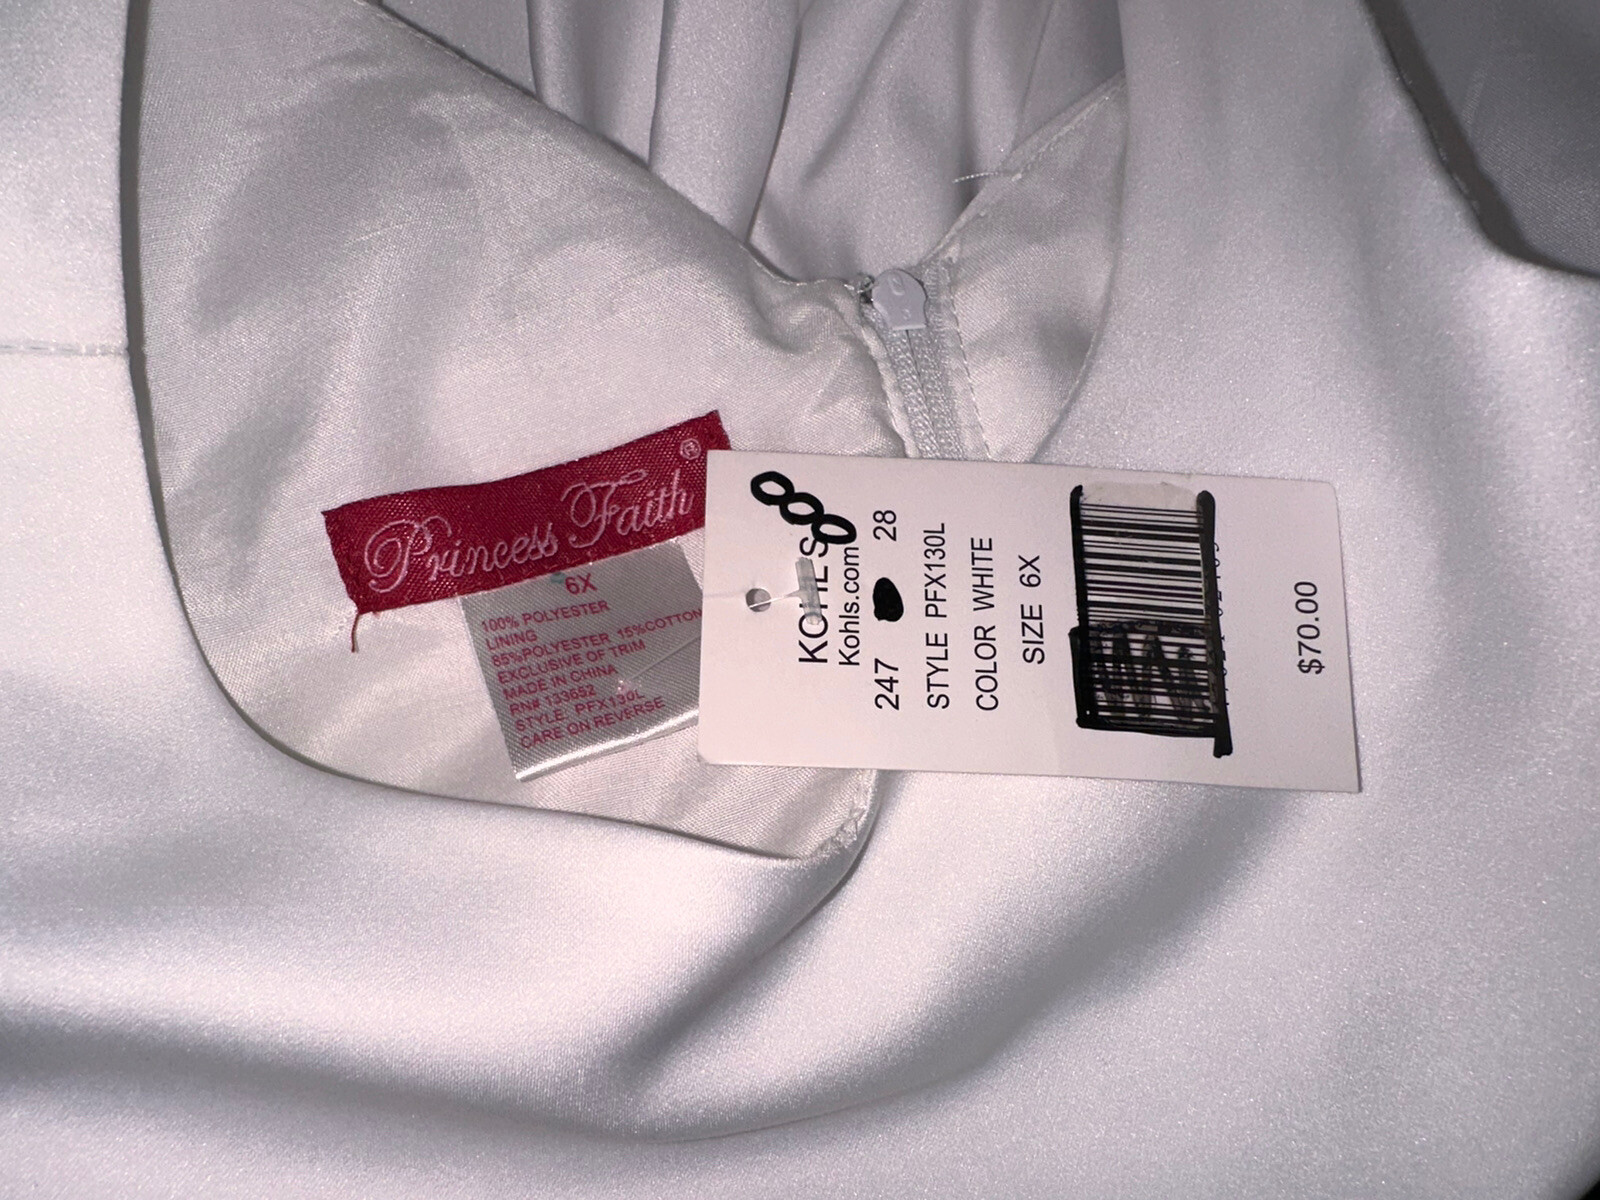 Princess Faith ®
6X
100% POLYESTER
LINING
85%POLYESTER 15%COTTON
EXCLUSIVE OF TRIM
MADE IN CHINA
RN# 133652
STYLE: PFX130L
CARE ON REVERSE
KOHL'S
Kohls.com
247 28
STYLE PFX130L
COLOR WHITE
SIZE 6X
$70.00